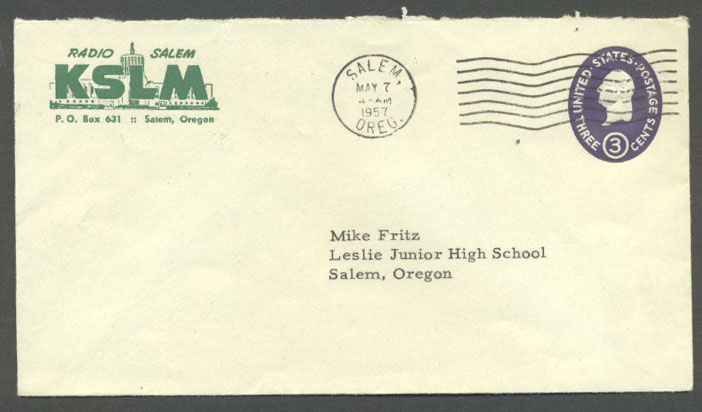 RADIO SALEM
KSLM
P. O. Box 631 :: Salem, Oregon
SALEM,
MAY 7
4-AM
1957
OREG.
UNITED STATES·POSTAGE
THREE 3 CENTS
Mike Fritz
Leslie Junior High School
Salem, Oregon